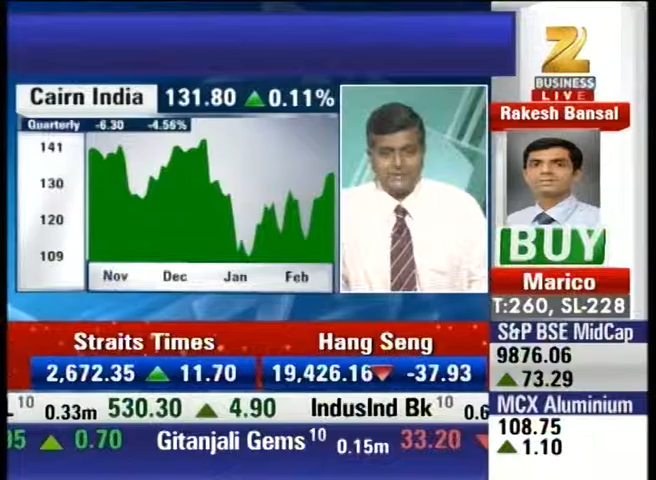 Cairn India 131.80 ▲ 0.11%
Quarterly -6.30 -4.56%
141
130
120
109
Nov Dec Jan Feb
Z
BUSINESS
LIVE
Rakesh Bansal
BUY
Marico
T:260, SL-228
Straits Times
2,672.35 ▲ 11.70
Hang Seng
19,426.16 ▼ -37.93
S&P BSE MidCap
9876.06
▲ 73.29
MCX Aluminium
108.75
▲ 1.10
L 10 0.33m 530.30 ▲ 4.90 IndusInd Bk 10 0.6
95 ▲ 0.70 Gitanjali Gems 10 0.15m 33.20 ▼